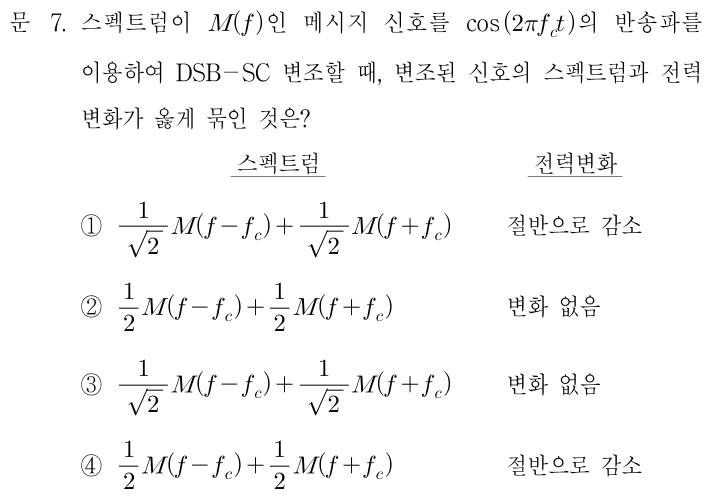 문 7. 스펙트럼이 M(f)인 메시지 신호를 cos(2πf_ct)의 반송파를
이용하여 DSB-SC 변조할 때, 변조된 신호의 스펙트럼과 전력
변화가 옳게 묶인 것은?
스펙트럼 전력변화
① 1/√2 M(f-f_c)+1/√2 M(f+f_c) 절반으로 감소
② 1/2 M(f-f_c)+1/2 M(f+f_c) 변화 없음
③ 1/√2 M(f-f_c)+1/√2 M(f+f_c) 변화 없음
④ 1/2 M(f-f_c)+1/2 M(f+f_c) 절반으로 감소